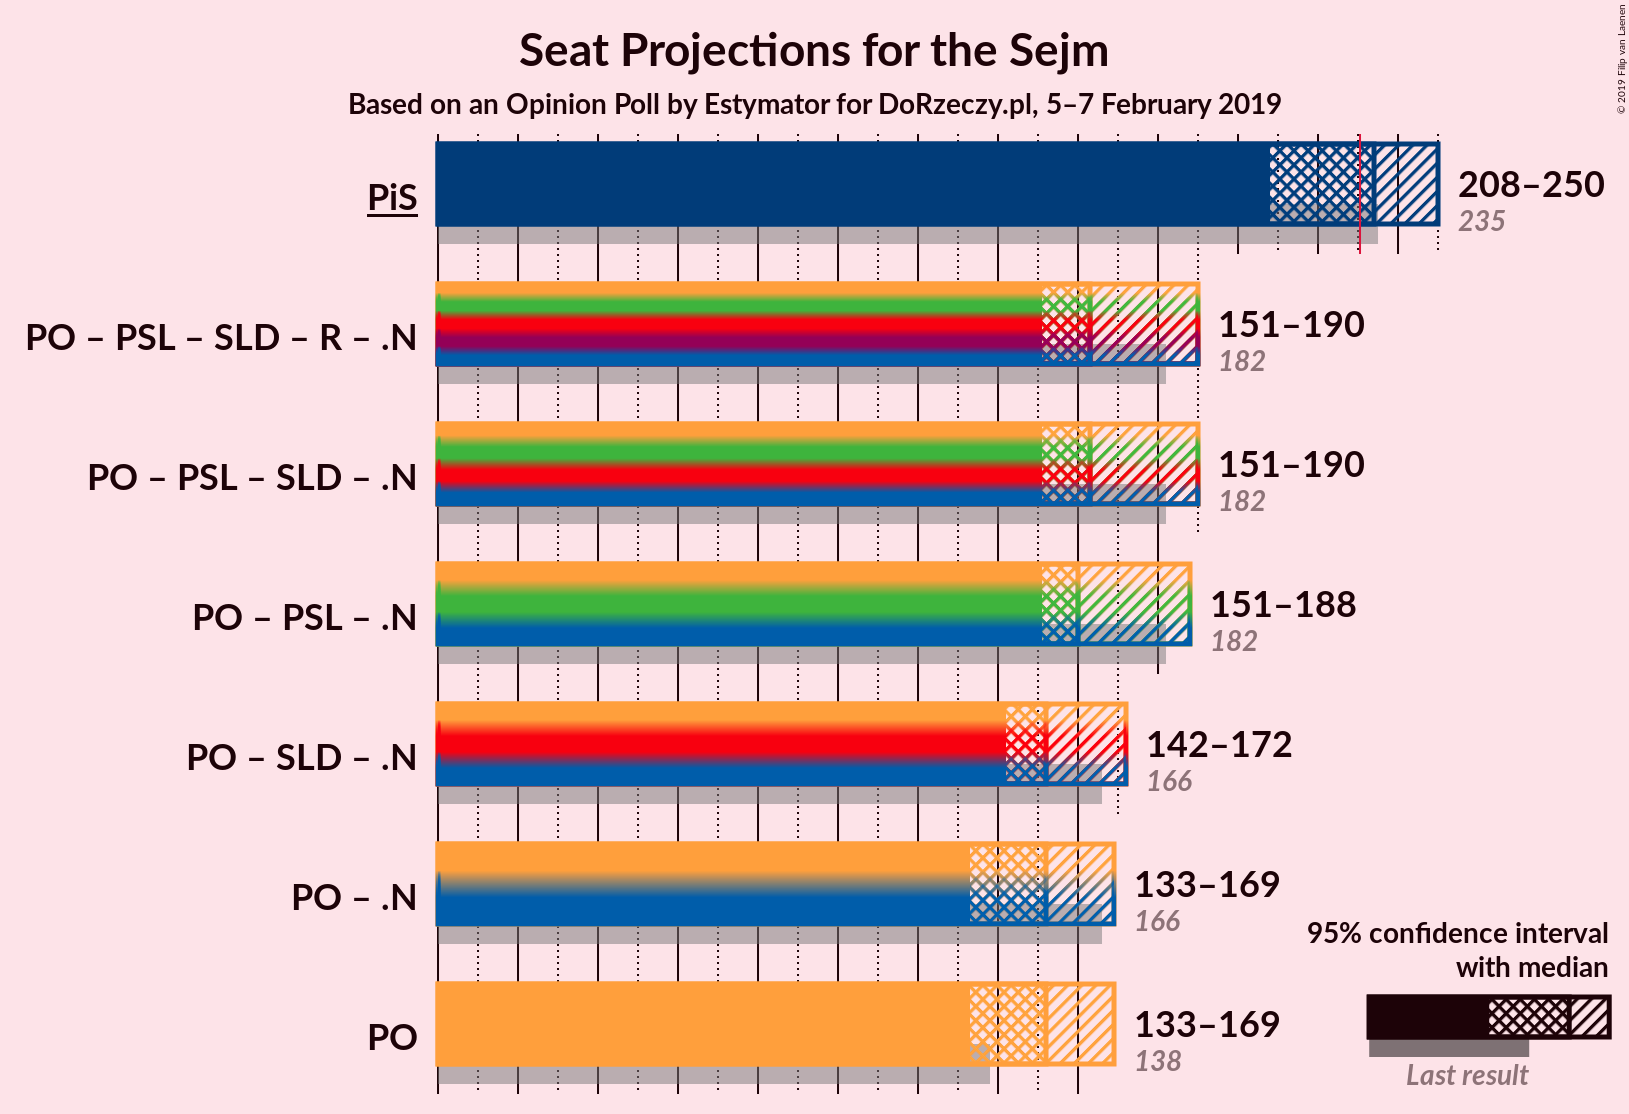 Seat Projections for the Sejm
Based on an Opinion Poll by Estymator for DoRzeczy.pl, 5–7 February 2019
© 2019 Filip van Laenen
PiS
208–250
235
PO – PSL – SLD – R – .N
151–190
182
PO – PSL – SLD – .N
151–190
182
PO – PSL – .N
151–188
182
PO – SLD – .N
142–172
166
PO – .N
133–169
166
PO
133–169
138
95% confidence interval
with median
Last result